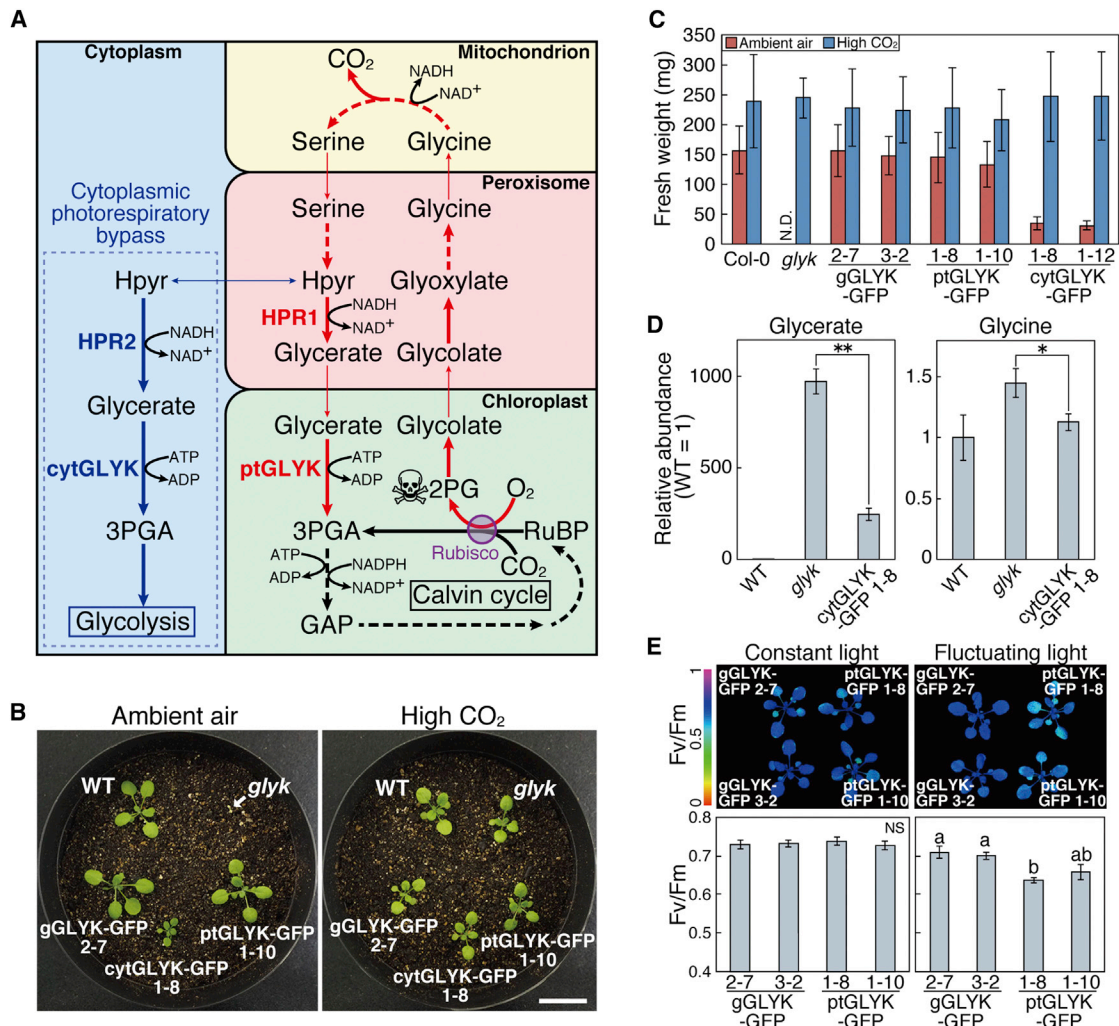 A
Cytoplasm
Mitochondrion
CO₂
NADH
NAD⁺
Serine
Glycine
Peroxisome
Cytoplasmic
photorespiratory
bypass
Serine
Glycine
Hpyr
Hpyr
Glyoxylate
HPR2
NADH
NAD⁺
HPR1
NADH
NAD⁺
Glycerate
Glycerate
Glycolate
Chloroplast
Glycerate
Glycolate
cytGLYK
ATP
ADP
ptGLYK
ATP
ADP
2PG
O₂
3PGA
3PGA
RuBP
Rubisco
CO₂
ATP
ADP
NADPH
NADP⁺
Calvin cycle
Glycolysis
GAP
B
Ambient air
High CO₂
WT
glyk
gGLYK-GFP
2-7
ptGLYK-GFP
1-10
cytGLYK-GFP
1-8
WT
glyk
gGLYK-GFP
2-7
ptGLYK-GFP
1-10
cytGLYK-GFP
1-8
C
Ambient air
High CO₂
Fresh weight (mg)
350
300
250
200
150
100
50
0
N.D.
Col-0
glyk
2-7
3-2
1-8
1-10
1-8
1-12
gGLYK
-GFP
ptGLYK
-GFP
cytGLYK
-GFP
D
Glycerate
Glycine
Relative abundance
(WT = 1)
1000
500
0
**
WT
glyk
cytGLYK
-GFP 1-8
1.5
1
0.5
0
*
WT
glyk
cytGLYK
-GFP 1-8
E
Constant light
Fluctuating light
Fv/Fm
1
0.5
0
gGLYK-
GFP 2-7
ptGLYK-
GFP 1-8
gGLYK-
GFP 3-2
ptGLYK-
GFP 1-10
gGLYK-
GFP 2-7
ptGLYK-
GFP 1-8
gGLYK-
GFP 3-2
ptGLYK-
GFP 1-10
Fv/Fm
0.8
0.7
0.6
0.5
0.4
NS
a
a
b
ab
2-7
3-2
1-8
1-10
2-7
3-2
1-8
1-10
gGLYK
-GFP
ptGLYK
-GFP
gGLYK
-GFP
ptGLYK
-GFP